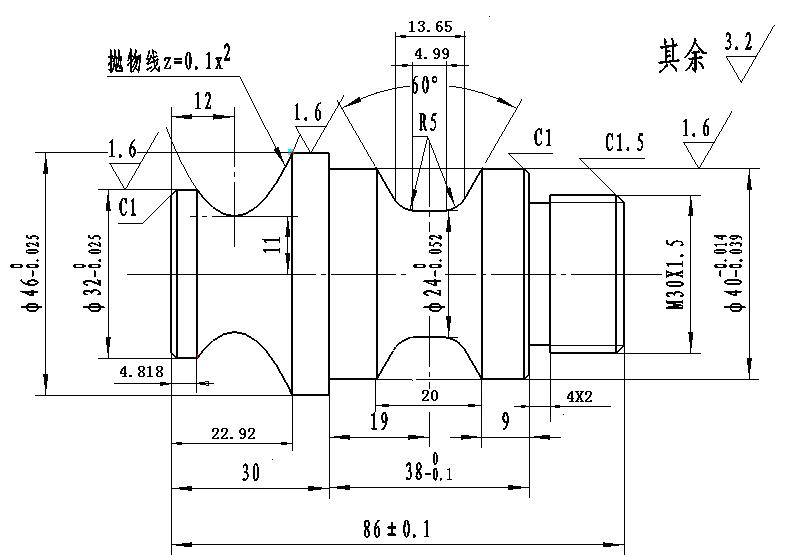 13.65
4.99
其余 3.2
抛物线z=0.1x²
60°
12
1.6
R5
1.6
C1
C1.5
1.6
C1
11
ϕ46 0 -0.025
ϕ32 0 -0.025
ϕ24 0 -0.052
M30X1.5
ϕ40 -0.014 -0.039
4.818
20
4X2
22.92
19
9
30
38 0 -0.1
86±0.1